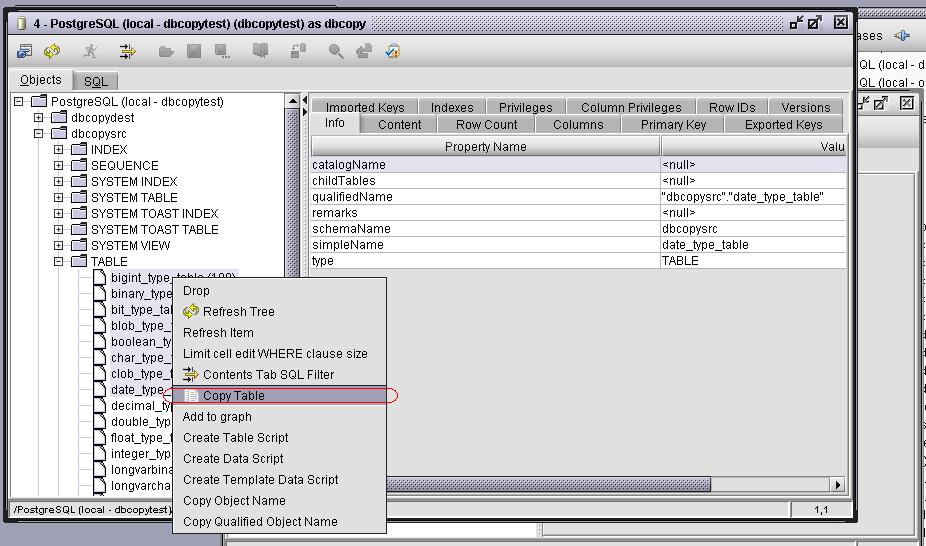 4 - PostgreSQL (local - dbcopytest) (dbcopytest) as dbcopy
ases
QL (local - d
QL (local - o
Objects
SQL
PostgreSQL (local - dbcopytest)
dbcopydest
dbcopysrc
INDEX
SEQUENCE
SYSTEM INDEX
SYSTEM TABLE
SYSTEM TOAST INDEX
SYSTEM TOAST TABLE
SYSTEM VIEW
TABLE
bigint_type_table (100)
binary_type
bit_type_tal
blob_type_
boolean_t
char_type_
clob_type_
date_type_
decimal_ty
double_typ
float_type_t
integer_typ
longvarbina
longvarcha
Imported Keys
Indexes
Privileges
Column Privileges
Row IDs
Versions
Info
Content
Row Count
Columns
Primary Key
Exported Keys
Property Name Valu
catalogName <null>
childTables <null>
qualifiedName "dbcopysrc"."date_type_table"
remarks <null>
schemaName dbcopysrc
simpleName date_type_table
type TABLE
Drop
Refresh Tree
Refresh Item
Limit cell edit WHERE clause size
Contents Tab SQL Filter
Copy Table
Add to graph
Create Table Script
Create Data Script
Create Template Data Script
Copy Object Name
Copy Qualified Object Name
/PostgreSQL (local - dbcopytest)
1,1